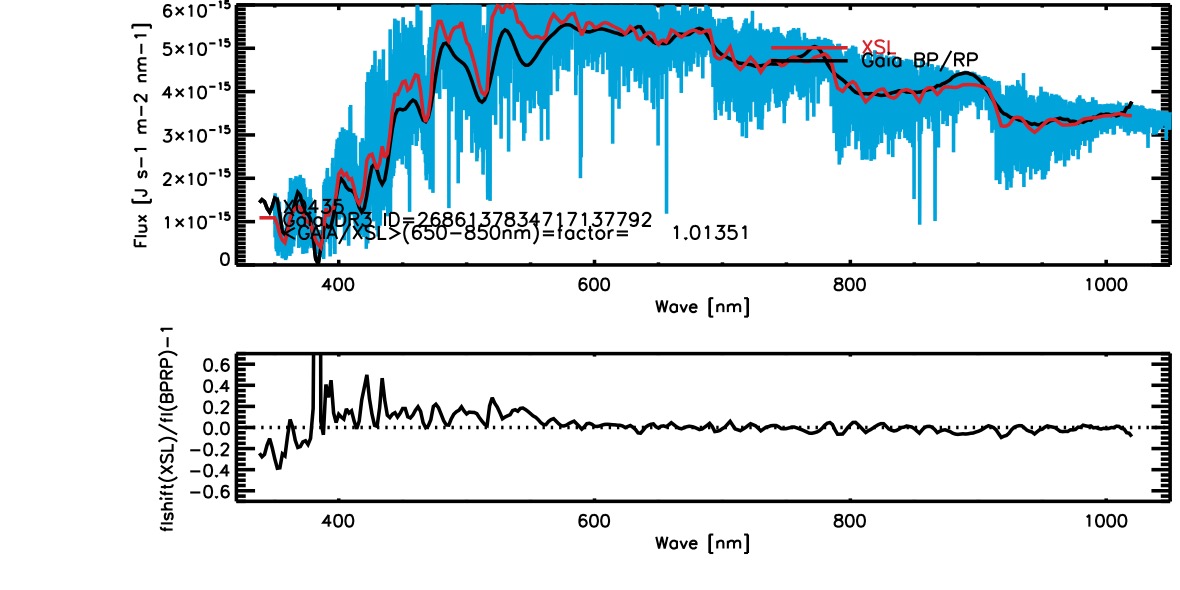 6×10⁻¹⁵
5×10⁻¹⁵
4×10⁻¹⁵
3×10⁻¹⁵
2×10⁻¹⁵
1×10⁻¹⁵
0
Flux [J s−1 m−2 nm−1]
XSL
Gaia BP/RP
X0435
Gaia DR3 ID=2686137834717137792
<GAIA/XSL>(650−850nm)=factor= 1.01351
400 600 800 1000
Wave [nm]
0.6
0.4
0.2
0.0
−0.2
−0.4
−0.6
flshift(XSL)/fl(BPRP)−1
400 600 800 1000
Wave [nm]